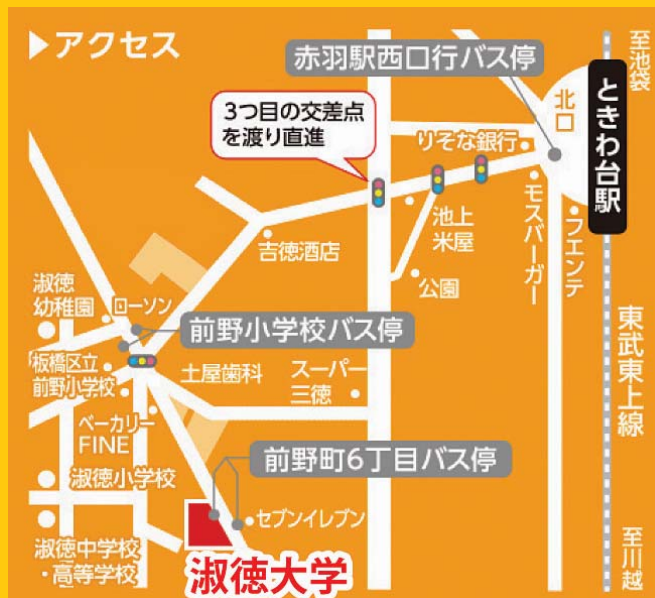 ▶アクセス
赤羽駅西口行バス停
至池袋
北口
ときわ台駅
3つ目の交差点
を渡り直進
りそな銀行
モスバーガー
フエンテ
池上
米屋
公園
吉徳酒店
淑徳
幼稚園
ローソン
前野小学校バス停
板橋区立
前野小学校
土屋歯科
スーパー
三徳
東武東上線
ベーカリー
FINE
前野町6丁目バス停
淑徳小学校
セブンイレブン
淑徳中学校
・高等学校
淑徳大学
至川越